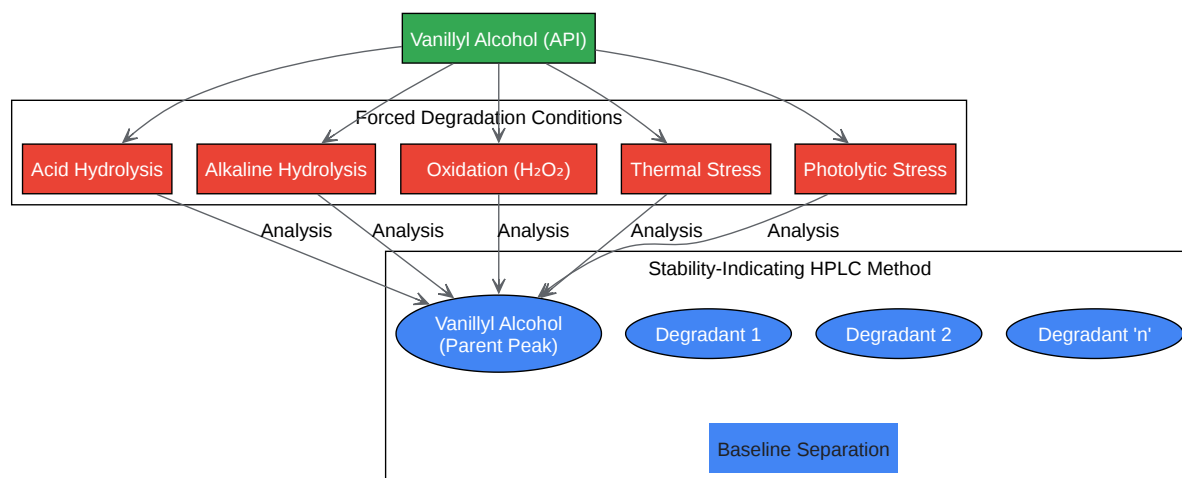 Vanillyl Alcohol (API)
Forced Degradation Conditions
Acid Hydrolysis
Alkaline Hydrolysis
Oxidation (H₂O₂)
Thermal Stress
Photolytic Stress
Analysis
Analysis
Analysis
Analysis
Analysis
Stability-Indicating HPLC Method
Vanillyl Alcohol
(Parent Peak)
Degradant 1
Degradant 2
Degradant 'n'
Baseline Separation